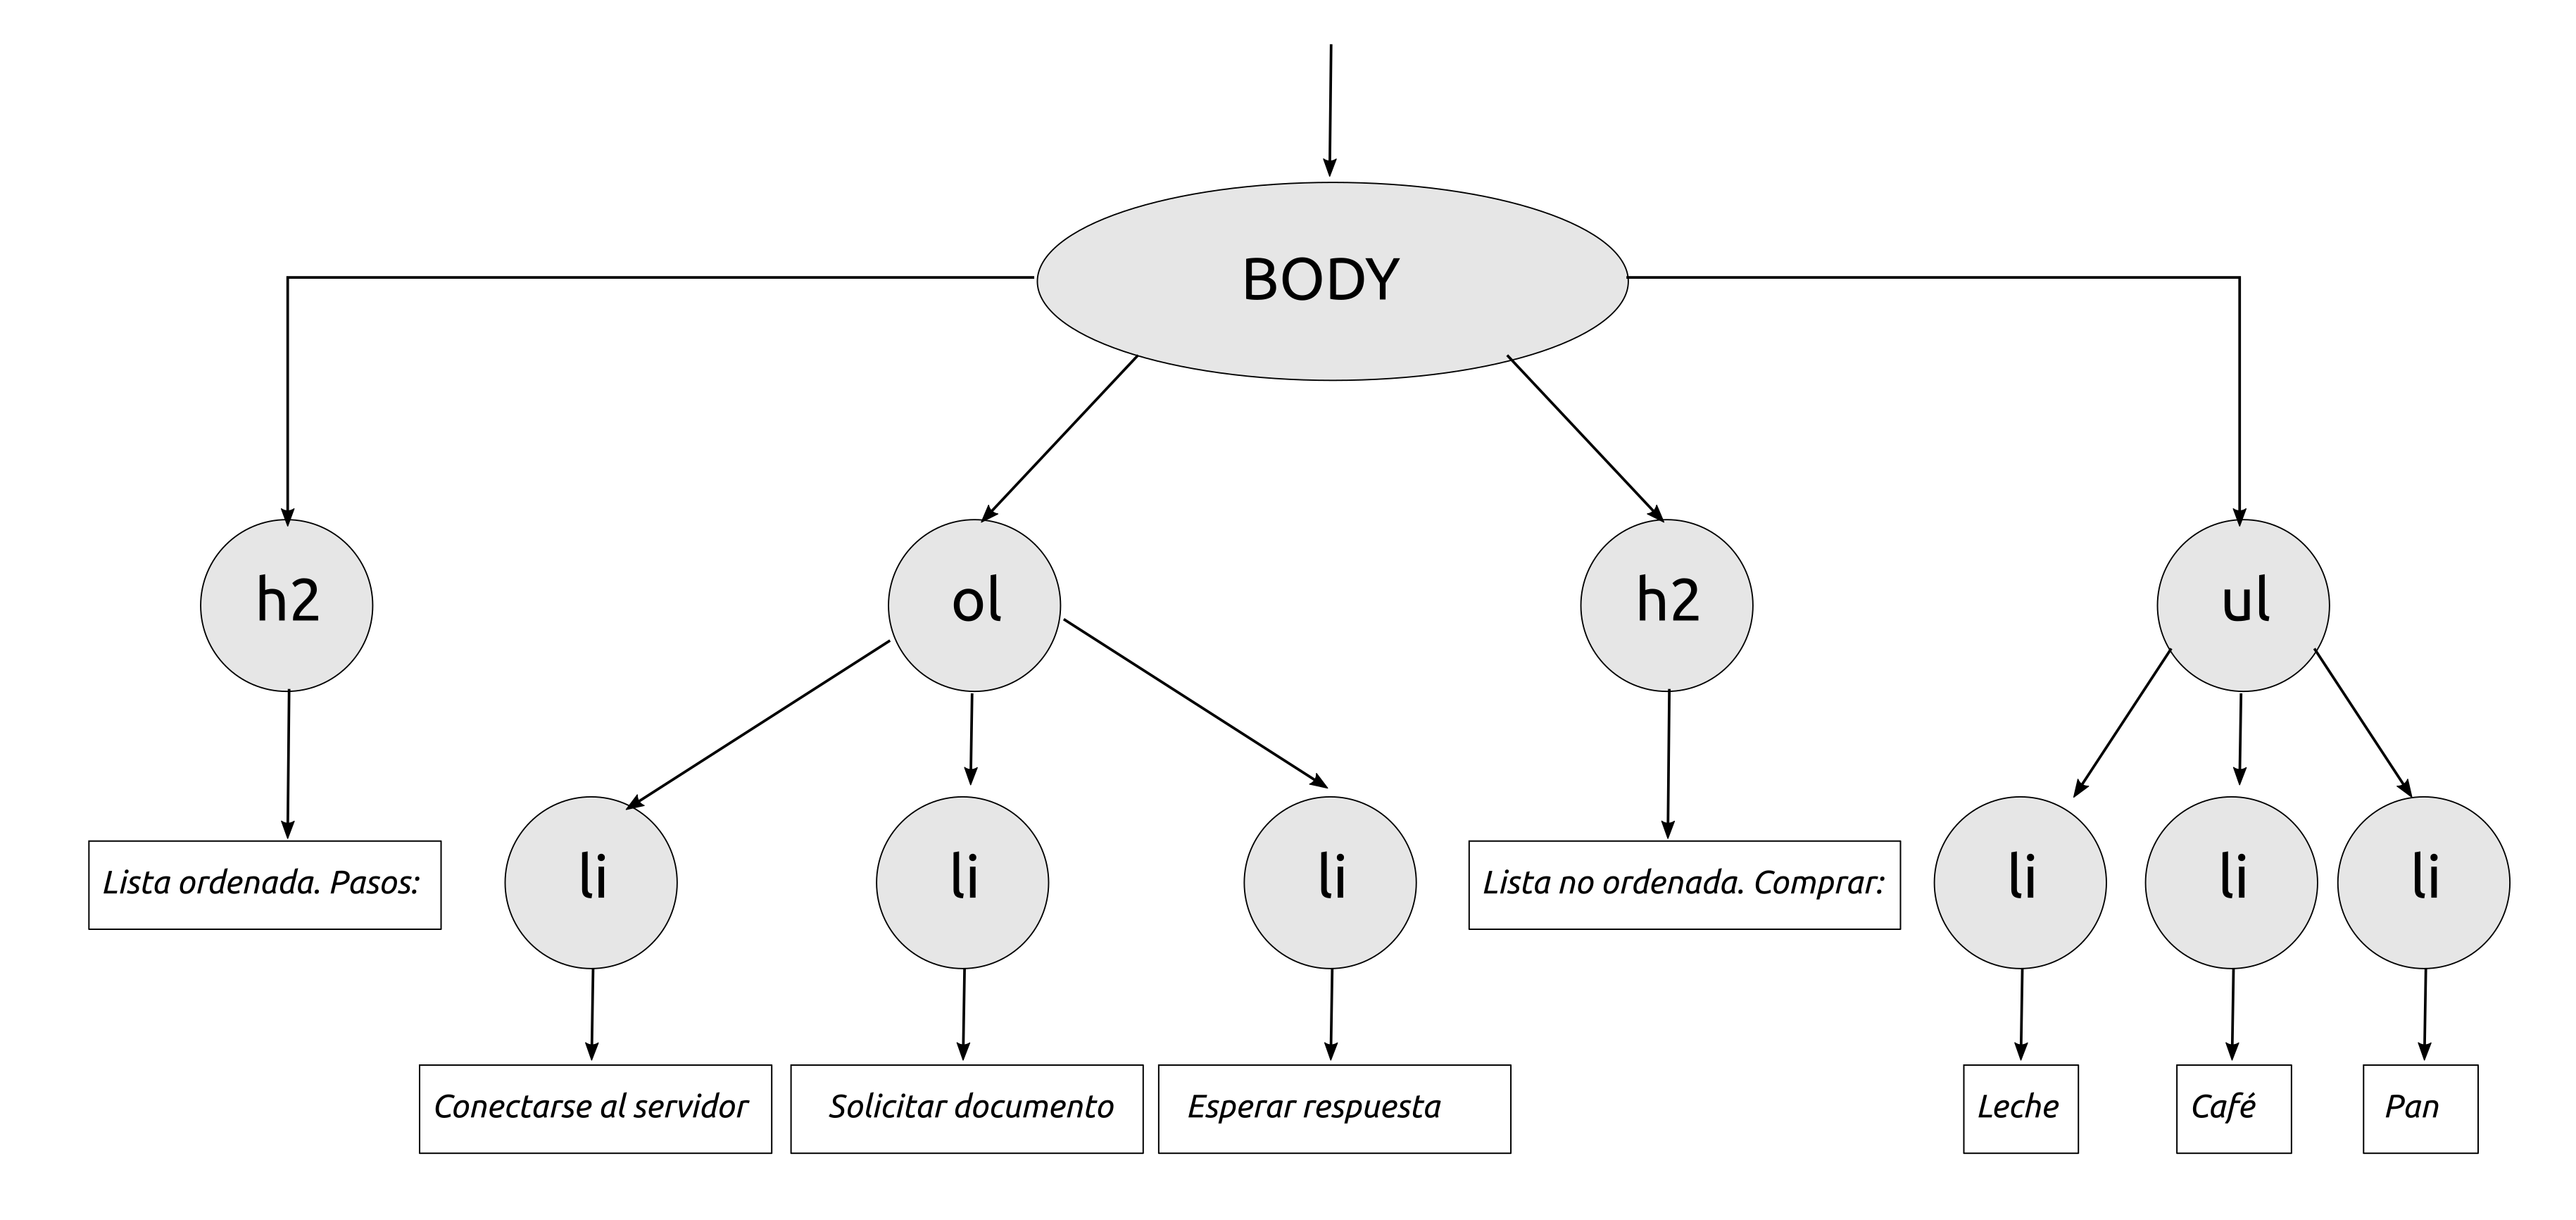 BODY
h2
ol
h2
ul
Lista ordenada. Pasos:
li
li
li
Lista no ordenada. Comprar:
li
li
li
Conectarse al servidor
Solicitar documento
Esperar respuesta
Leche
Café
Pan